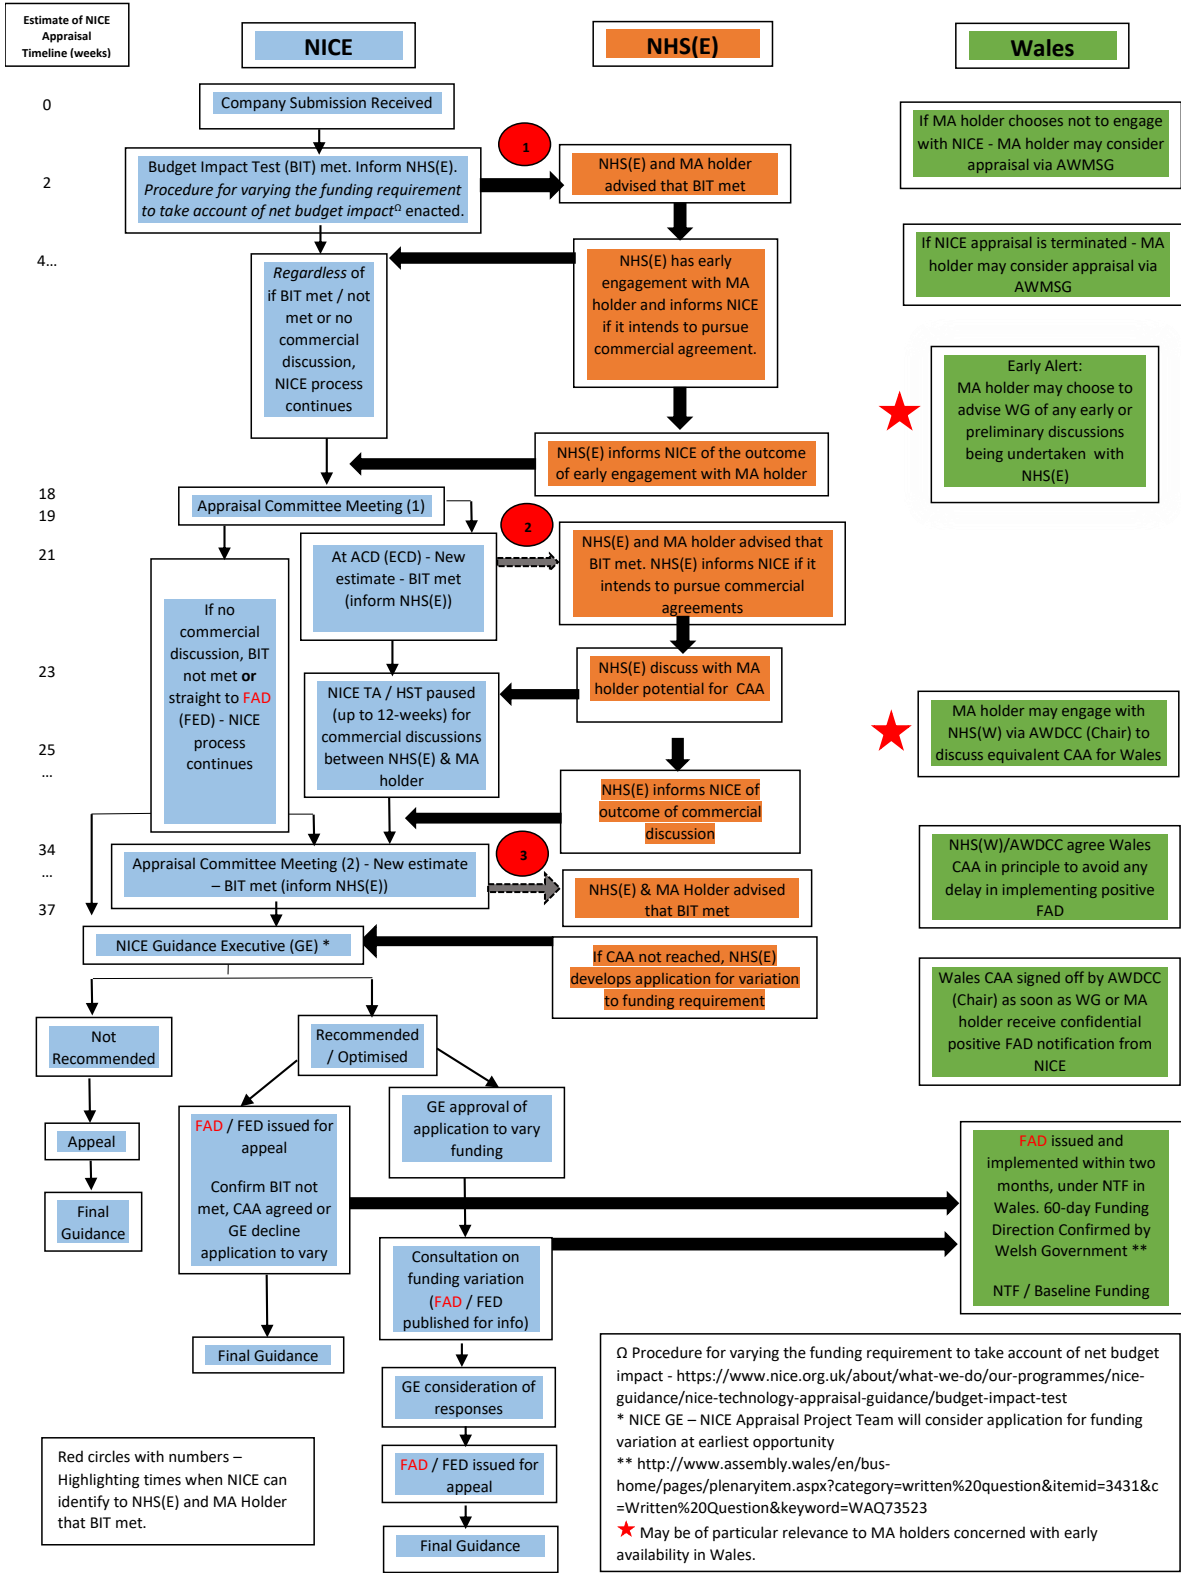 Estimate of NICE
Appraisal
Timeline (weeks)
NICE
NHS(E)
Wales
0
Company Submission Received
If MA holder chooses not to engage
with NICE - MA holder may consider
appraisal via AWMSG
1
2
Budget Impact Test (BIT) met. Inform NHS(E).
Procedure for varying the funding requirement
to take account of net budget impactΩ enacted.
NHS(E) and MA holder
advised that BIT met
If NICE appraisal is terminated - MA
holder may consider appraisal via
AWMSG
4...
Regardless of
if BIT met / not
met or no
commercial
discussion,
NICE process
continues
NHS(E) has early
engagement with MA
holder and informs NICE
if it intends to pursue
commercial agreement.
Early Alert:
MA holder may choose to
advise WG of any early or
preliminary discussions
being undertaken with
NHS(E)
NHS(E) informs NICE of the outcome
of early engagement with MA holder
18
19
Appraisal Committee Meeting (1)
2
21
At ACD (ECD) - New
estimate - BIT met
(inform NHS(E))
NHS(E) and MA holder advised that
BIT met. NHS(E) informs NICE if it
intends to pursue commercial
agreements
If no
commercial
discussion, BIT
not met or
straight to FAD
(FED) - NICE
process
continues
23
NICE TA / HST paused
(up to 12-weeks) for
commercial discussions
between NHS(E) & MA
holder
NHS(E) discuss with MA
holder potential for CAA
MA holder may engage with
NHS(W) via AWDCC (Chair) to
discuss equivalent CAA for Wales
25
...
NHS(E) informs NICE of
outcome of commercial
discussion
34
...
Appraisal Committee Meeting (2) - New estimate
– BIT met (inform NHS(E))
3
NHS(E) & MA Holder advised
that BIT met
NHS(W)/AWDCC agree Wales
CAA in principle to avoid any
delay in implementing positive
FAD
37
NICE Guidance Executive (GE) *
If CAA not reached, NHS(E)
develops application for variation
to funding requirement
Wales CAA signed off by AWDCC
(Chair) as soon as WG or MA
holder receive confidential
positive FAD notification from
NICE
Not
Recommended
Recommended
/ Optimised
Appeal
Final
Guidance
FAD / FED issued for
appeal
Confirm BIT not
met, CAA agreed or
GE decline
application to vary
GE approval of
application to vary
funding
FAD issued and
implemented within two
months, under NTF in
Wales. 60-day Funding
Direction Confirmed by
Welsh Government **
NTF / Baseline Funding
Consultation on
funding variation
(FAD / FED
published for info)
Final Guidance
GE consideration of
responses
FAD / FED issued for
appeal
Final Guidance
Red circles with numbers –
Highlighting times when NICE can
identify to NHS(E) and MA Holder
that BIT met.
Ω Procedure for varying the funding requirement to take account of net budget
impact - https://www.nice.org.uk/about/what-we-do/our-programmes/nice-
guidance/nice-technology-appraisal-guidance/budget-impact-test
* NICE GE – NICE Appraisal Project Team will consider application for funding
variation at earliest opportunity
** http://www.assembly.wales/en/bus-
home/pages/plenaryitem.aspx?category=written%20question&itemid=3431&c
=Written%20Question&keyword=WAQ73523
★ May be of particular relevance to MA holders concerned with early
availability in Wales.